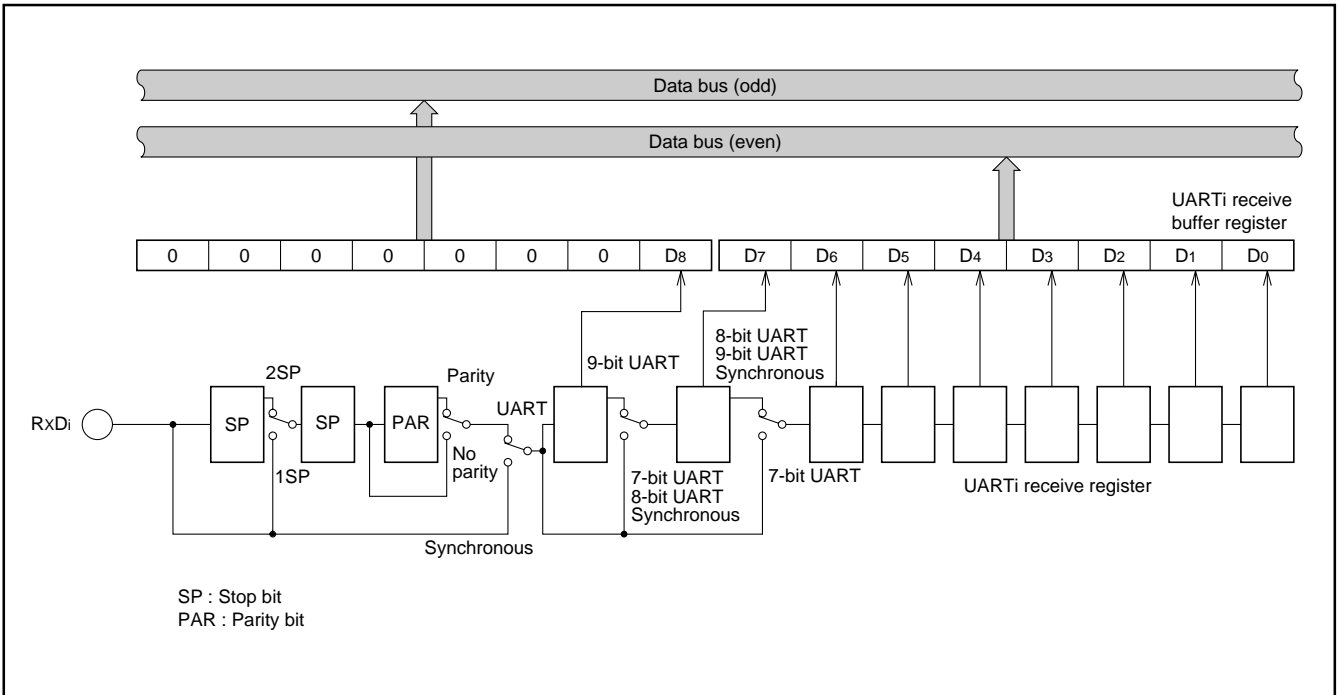 Data bus (odd)
Data bus (even)
UARTi receive
buffer register
0 0 0 0 0 0 0 D8 D7 D6 D5 D4 D3 D2 D1 D0
8-bit UART
9-bit UART
Synchronous
9-bit UART
2SP
Parity
UART
RxDi
SP
SP
PAR
1SP
No
parity
7-bit UART
8-bit UART
Synchronous
7-bit UART
UARTi receive register
Synchronous
SP : Stop bit
PAR : Parity bit